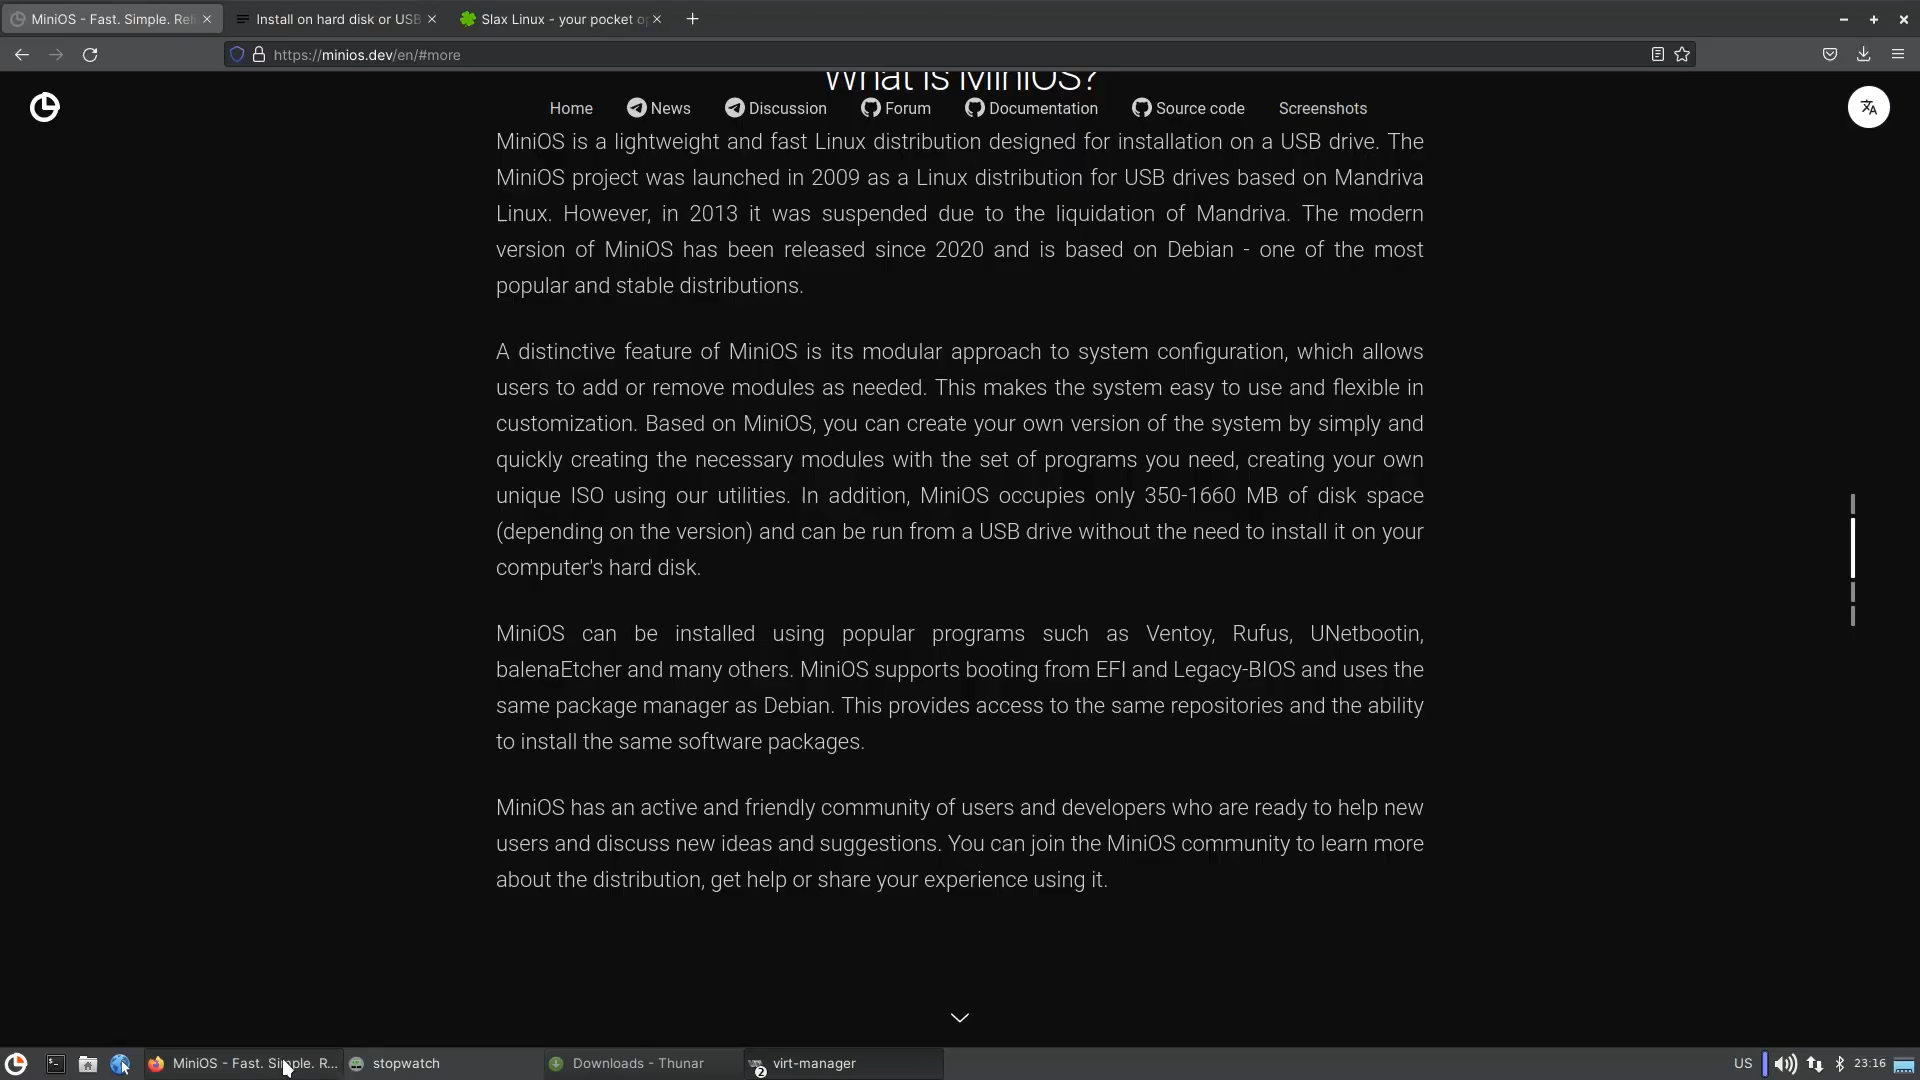 MiniOS - Fast. Simple. Rel
Install on hard disk or USB
Slax Linux - your pocket o
https://minios.dev/en/#more
What is MiniOS?
Home News Discussion Forum Documentation Source code Screenshots
MiniOS is a lightweight and fast Linux distribution designed for installation on a USB drive. The
MiniOS project was launched in 2009 as a Linux distribution for USB drives based on Mandriva
Linux. However, in 2013 it was suspended due to the liquidation of Mandriva. The modern
version of MiniOS has been released since 2020 and is based on Debian - one of the most
popular and stable distributions.
A distinctive feature of MiniOS is its modular approach to system configuration, which allows
users to add or remove modules as needed. This makes the system easy to use and flexible in
customization. Based on MiniOS, you can create your own version of the system by simply and
quickly creating the necessary modules with the set of programs you need, creating your own
unique ISO using our utilities. In addition, MiniOS occupies only 350-1660 MB of disk space
(depending on the version) and can be run from a USB drive without the need to install it on your
computer's hard disk.
MiniOS can be installed using popular programs such as Ventoy, Rufus, UNetbootin,
balenaEtcher and many others. MiniOS supports booting from EFI and Legacy-BIOS and uses the
same package manager as Debian. This provides access to the same repositories and the ability
to install the same software packages.
MiniOS has an active and friendly community of users and developers who are ready to help new
users and discuss new ideas and suggestions. You can join the MiniOS community to learn more
about the distribution, get help or share your experience using it.
MiniOS - Fast. Simple. R... stopwatch Downloads - Thunar 2 virt-manager US 23:16